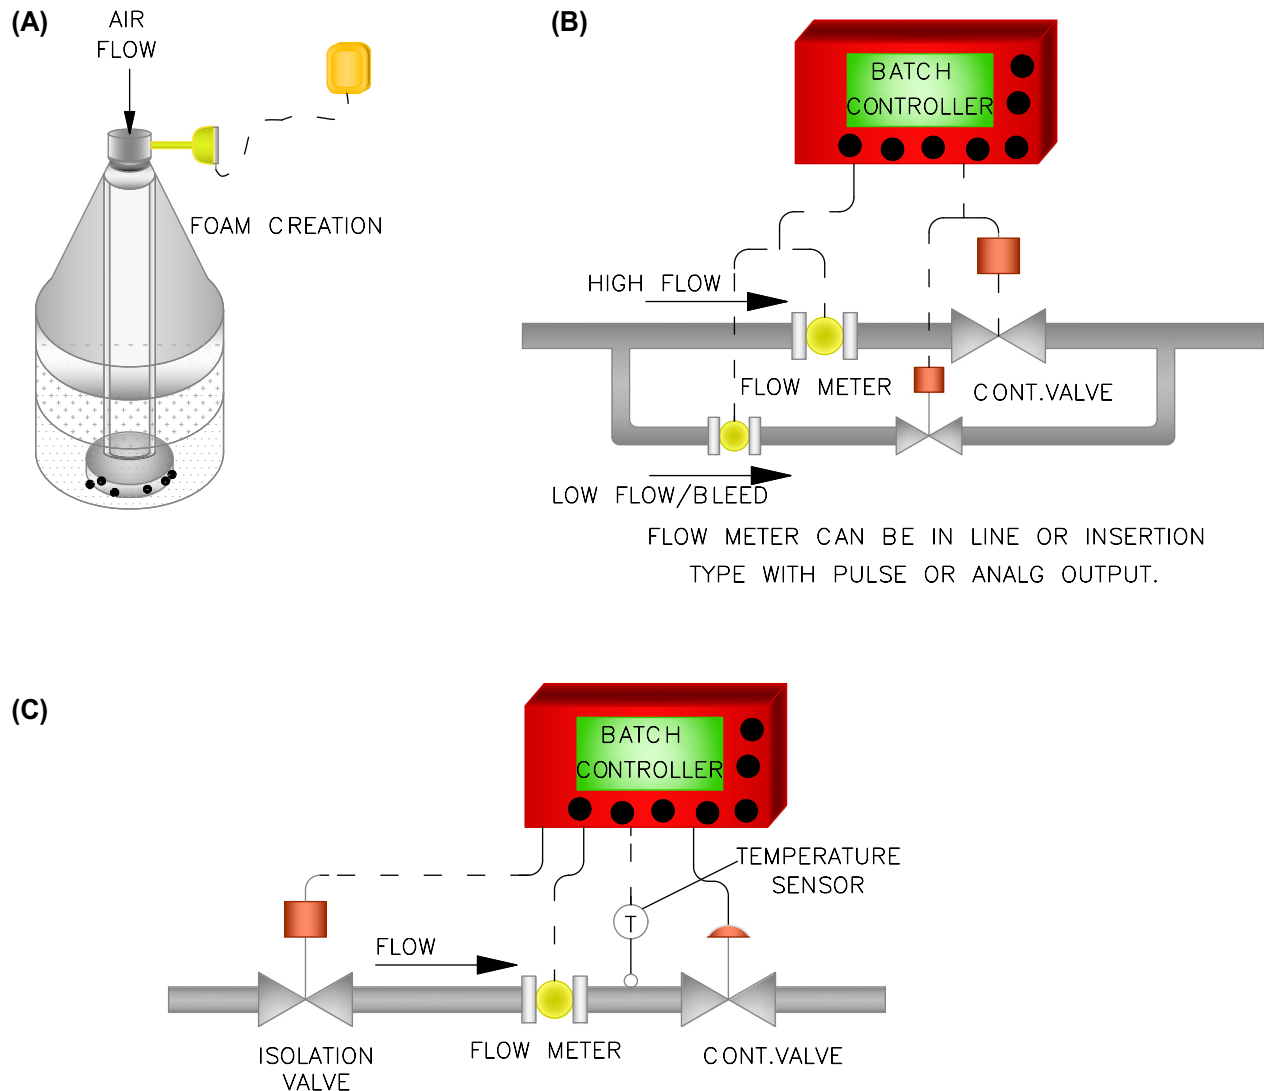 (A)
AIR
FLOW
FOAM CREATION
(B)
BATCH
CONTROLLER
HIGH FLOW
FLOW METER
CONT.VALVE
LOW FLOW/BLEED
FLOW METER CAN BE IN LINE OR INSERTION
TYPE WITH PULSE OR ANALG OUTPUT.
(C)
BATCH
CONTROLLER
TEMPERATURE
SENSOR
T
FLOW
ISOLATION
VALVE
FLOW METER
CONT.VALVE